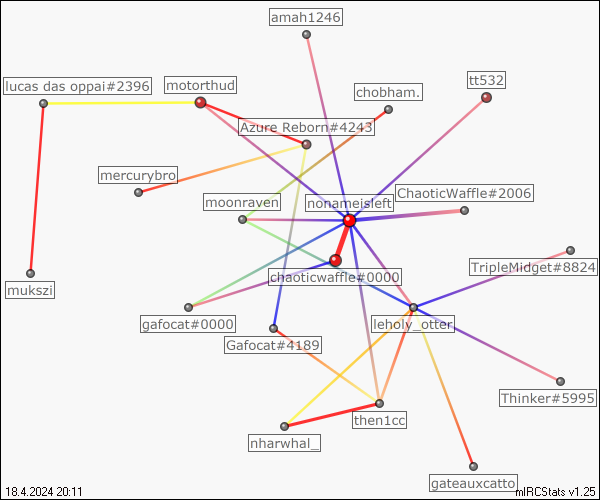 amah1246
lucas das oppai#2396
motorthud
chobham.
tt532
Azure Reborn#4243
mercurybro
moonraven
nonameisleft
ChaoticWaffle#2006
chaoticwaffle#0000
TripleMidget#8824
mukszi
gafocat#0000
Gafocat#4189
leholy_otter
Thinker#5995
then1cc
nharwhal_
gateauxcatto
18.4.2024 20:11
mIRCStats v1.25